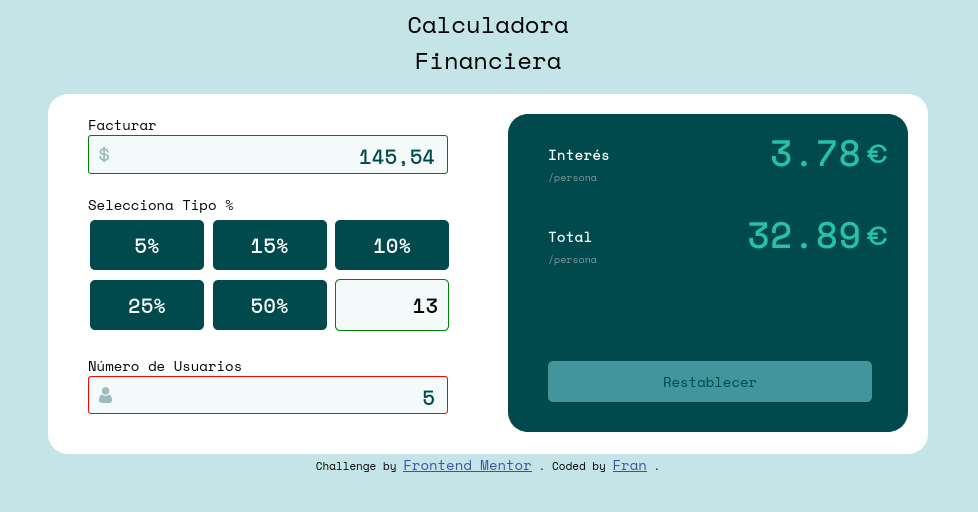 Calculadora
Financiera
Facturar
$ 145,54
Selecciona Tipo %
5% 15% 10%
25% 50% 13
Número de Usuarios
5
Interés 3.78€
/persona
Total 32.89€
/persona
Restablecer
Challenge by Frontend Mentor . Coded by Fran .